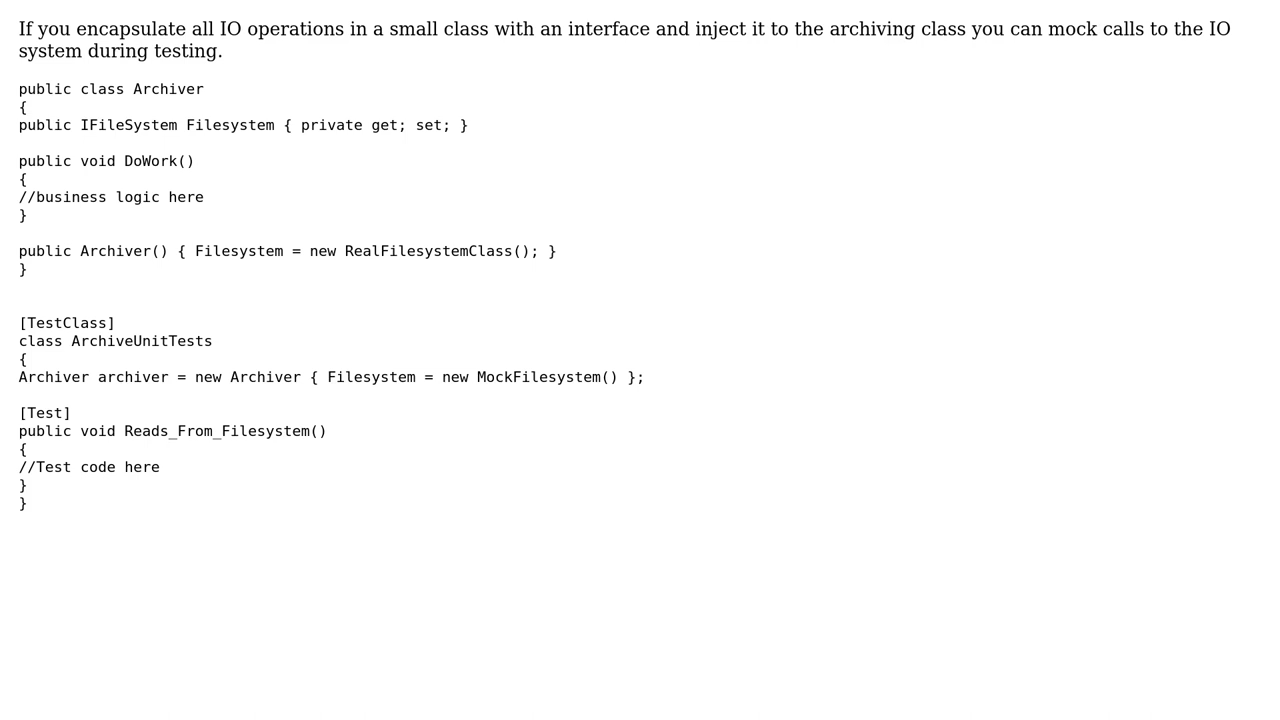 If you encapsulate all IO operations in a small class with an interface and inject it to the archiving class you can mock calls to the IO
system during testing.
public class Archiver
{
public IFileSystem Filesystem { private get; set; }
public void DoWork()
{
//business logic here
}
public Archiver() { Filesystem = new RealFilesystemClass(); }
}
[TestClass]
class ArchiveUnitTests
{
Archiver archiver = new Archiver { Filesystem = new MockFilesystem() };
[Test]
public void Reads_From_Filesystem()
{
//Test code here
}
}